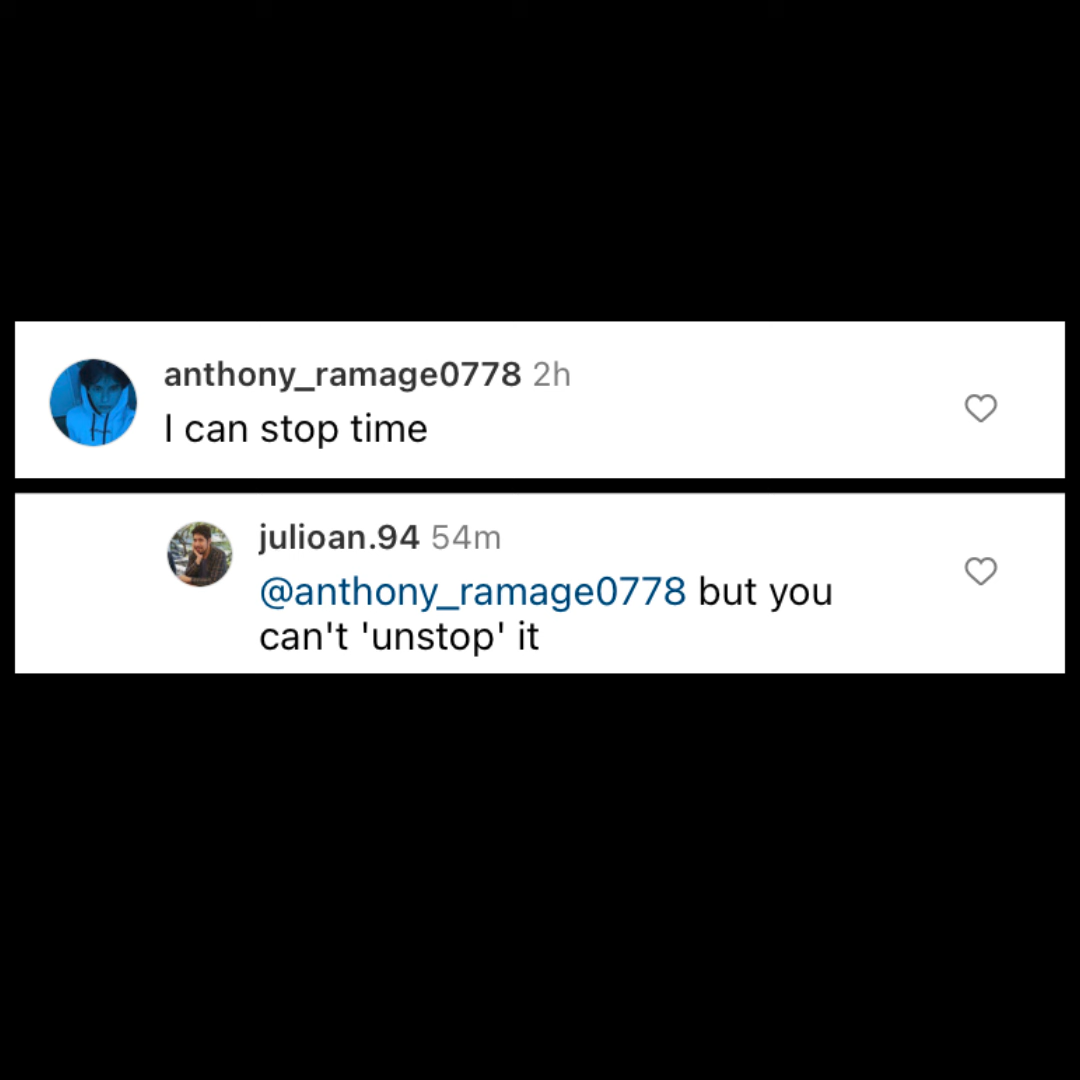 anthony_ramage0778 2h
I can stop time
julioan.94 54m
@anthony_ramage0778 but you
can't 'unstop' it